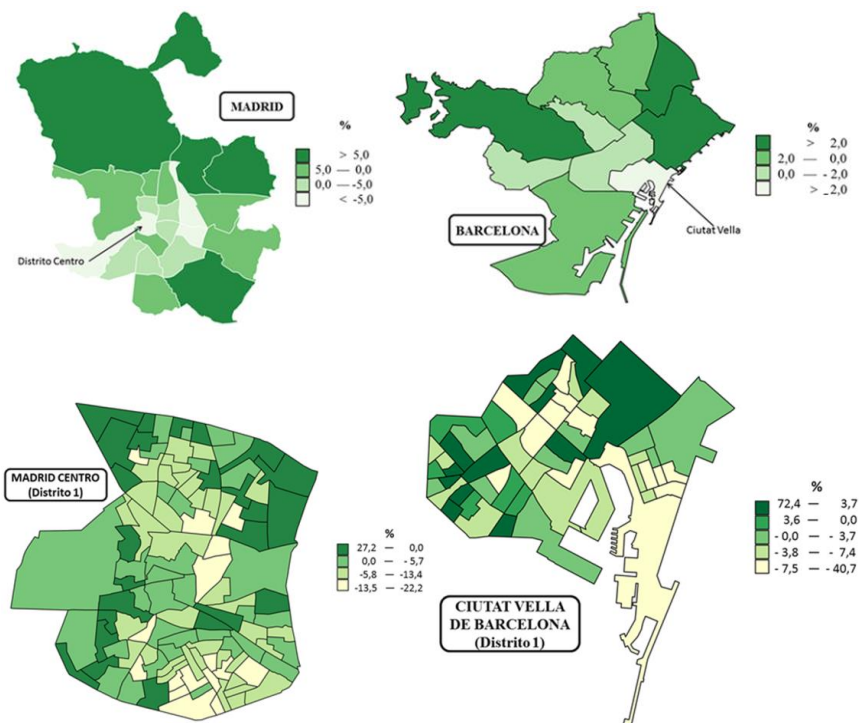 MADRID
%
> 5,0
5,0 — 0,0
0,0 — -5,0
< -5,0
Distrito Centro
%
> 2,0
2,0 — 0,0
0,0 — -2,0
> -2,0
BARCELONA
Ciutat Vella
MADRID CENTRO
(Distrito 1)
%
27,2 — 0,0
0,0 — -5,7
-5,8 — -13,4
-13,5 — -22,2
%
72,4 — 3,7
3,6 — 0,0
- 0,0 — - 3,7
- 3,8 — - 7,4
- 7,5 — - 40,7
CIUTAT VELLA
DE BARCELONA
(Distrito 1)